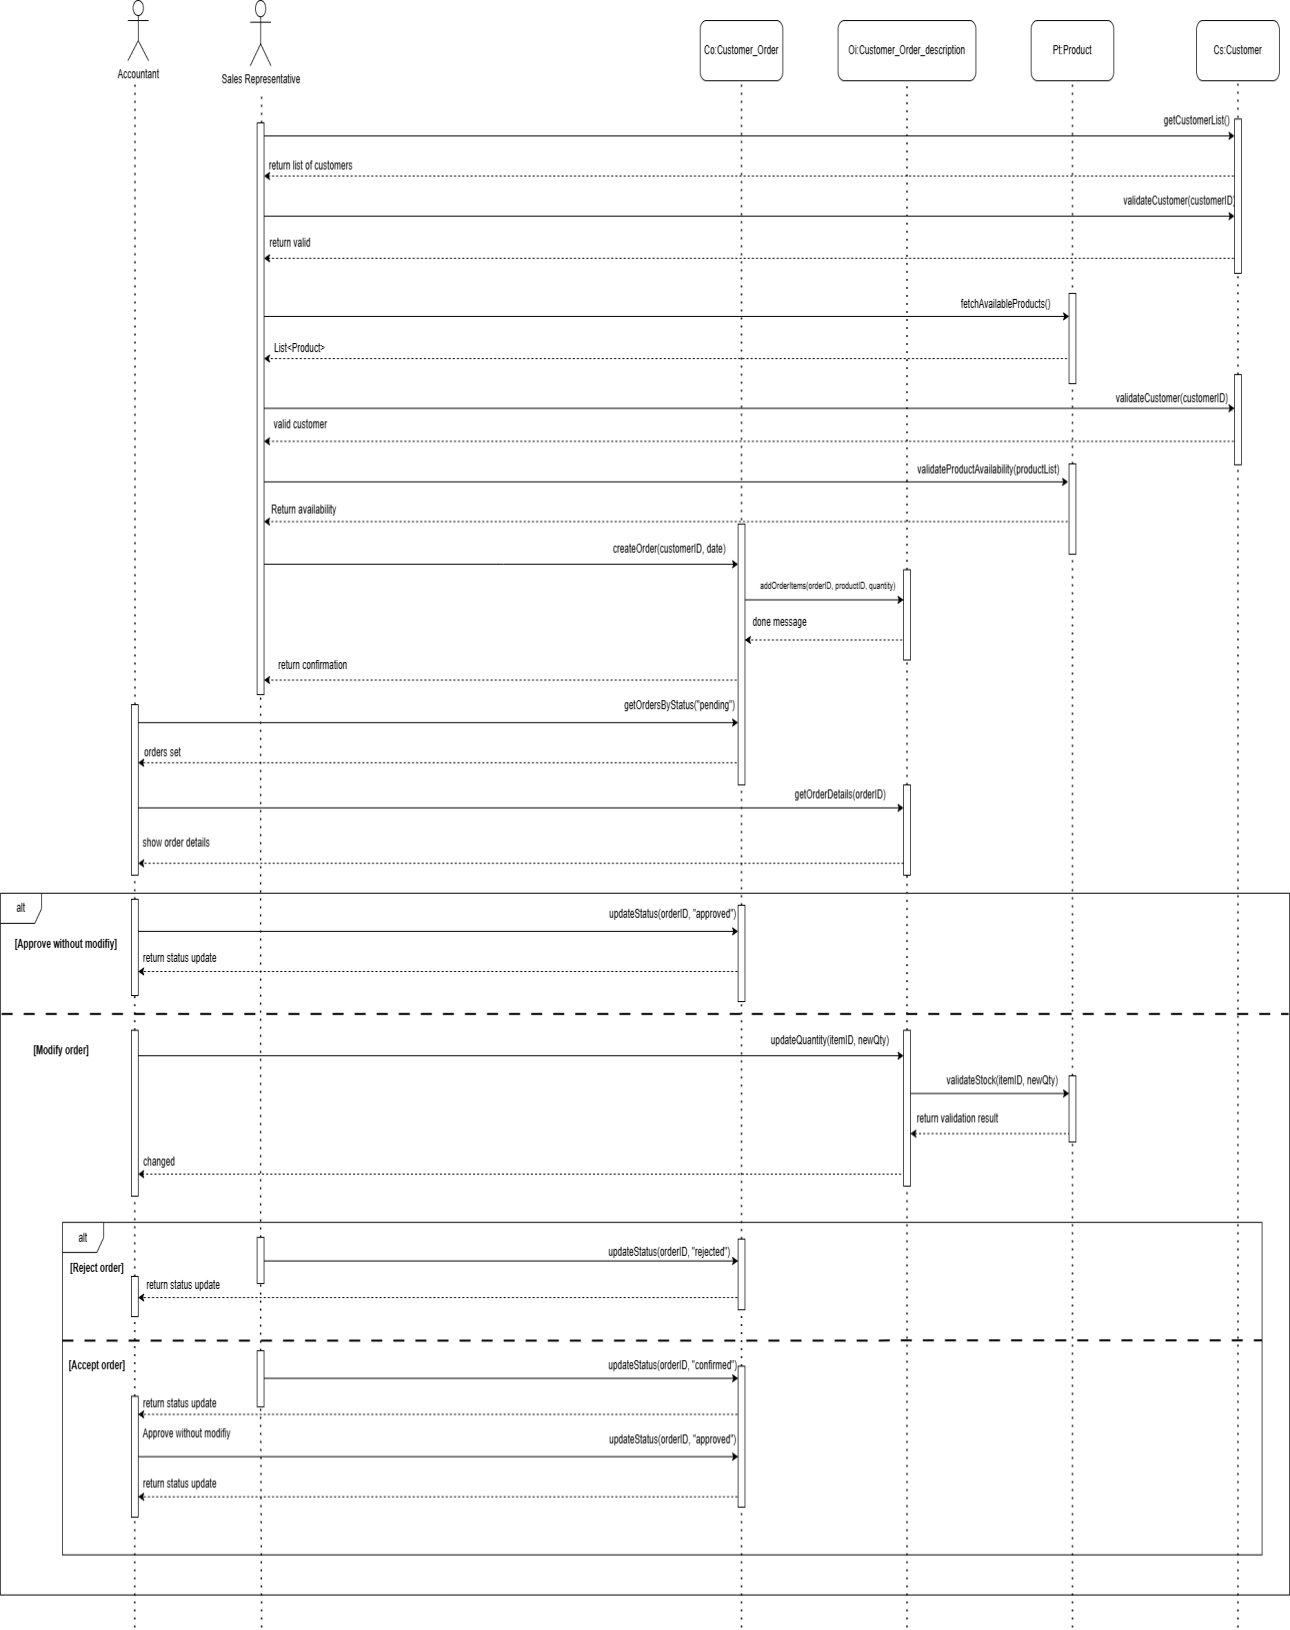 Accountant
Sales Representative
Co:Customer_Order
Oi:Customer_Order_description
Pt:Product
Cs:Customer
getCustomerList()
return list of customers
validateCustomer(customerID)
return valid
fetchAvailableProducts()
List<Product>
validateCustomer(customerID)
valid customer
validateProductAvailability(productList)
Return availability
createOrder(customerID, date)
addOrderItems(orderID, productID, quantity)
done message
return confirmation
getOrdersByStatus("pending")
orders set
getOrderDetails(orderID)
show order details
alt
updateStatus(orderID, "approved")
[Approve without modifiy]
return status update
updateQuantity(itemID, newQty)
[Modify order]
validateStock(itemID, newQty)
return validation result
changed
alt
updateStatus(orderID, "rejected")
[Reject order]
return status update
updateStatus(orderID, "confirmed")
[Accept order]
return status update
Approve without modifiy
updateStatus(orderID, "approved")
return status update